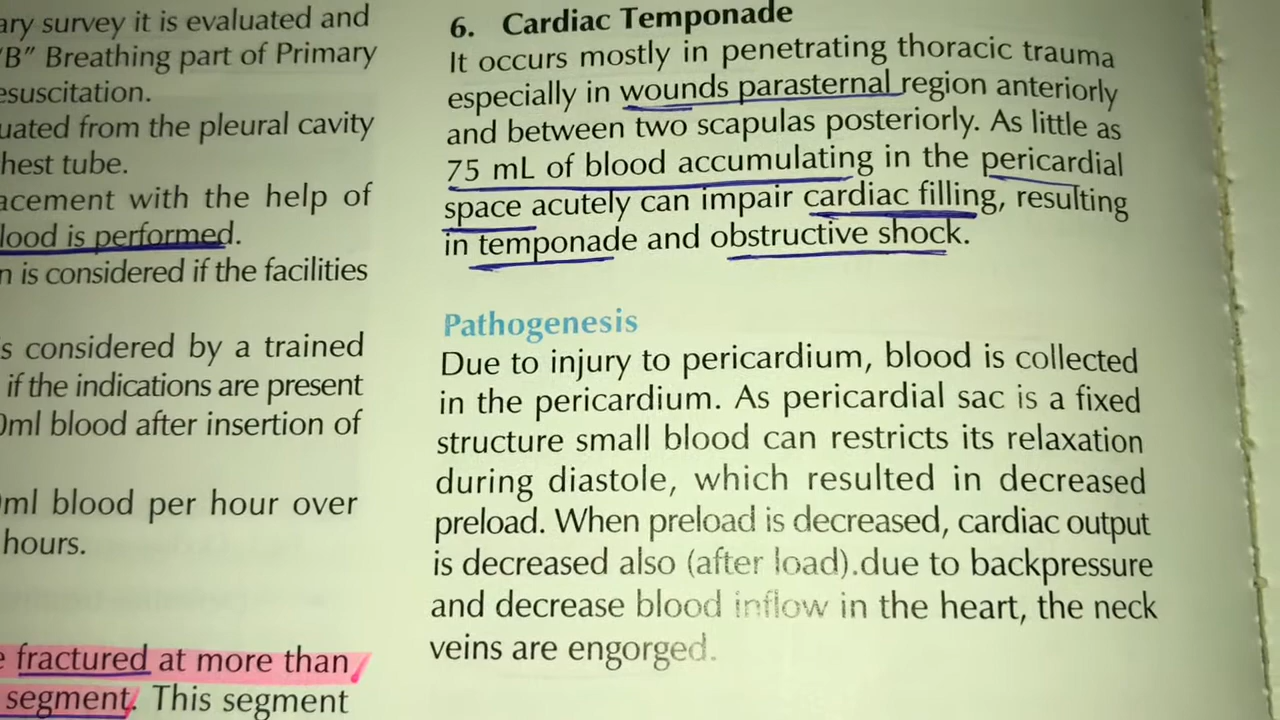 ary survey it is evaluated and
"B" Breathing part of Primary
esuscitation.
uated from the pleural cavity
hest tube.
acement with the help of
lood is performed.
n is considered if the facilities
s considered by a trained
if the indications are present
0ml blood after insertion of
ml blood per hour over
hours.
e fractured at more than
segment. This segment
6. Cardiac Temponade
It occurs mostly in penetrating thoracic trauma
especially in wounds parasternal region anteriorly
and between two scapulas posteriorly. As little as
75 mL of blood accumulating in the pericardial
space acutely can impair cardiac filling, resulting
in temponade and obstructive shock.
Pathogenesis
Due to injury to pericardium, blood is collected
in the pericardium. As pericardial sac is a fixed
structure small blood can restricts its relaxation
during diastole, which resulted in decreased
preload. When preload is decreased, cardiac output
is decreased also (after load).due to backpressure
and decrease blood inflow in the heart, the neck
veins are engorged.